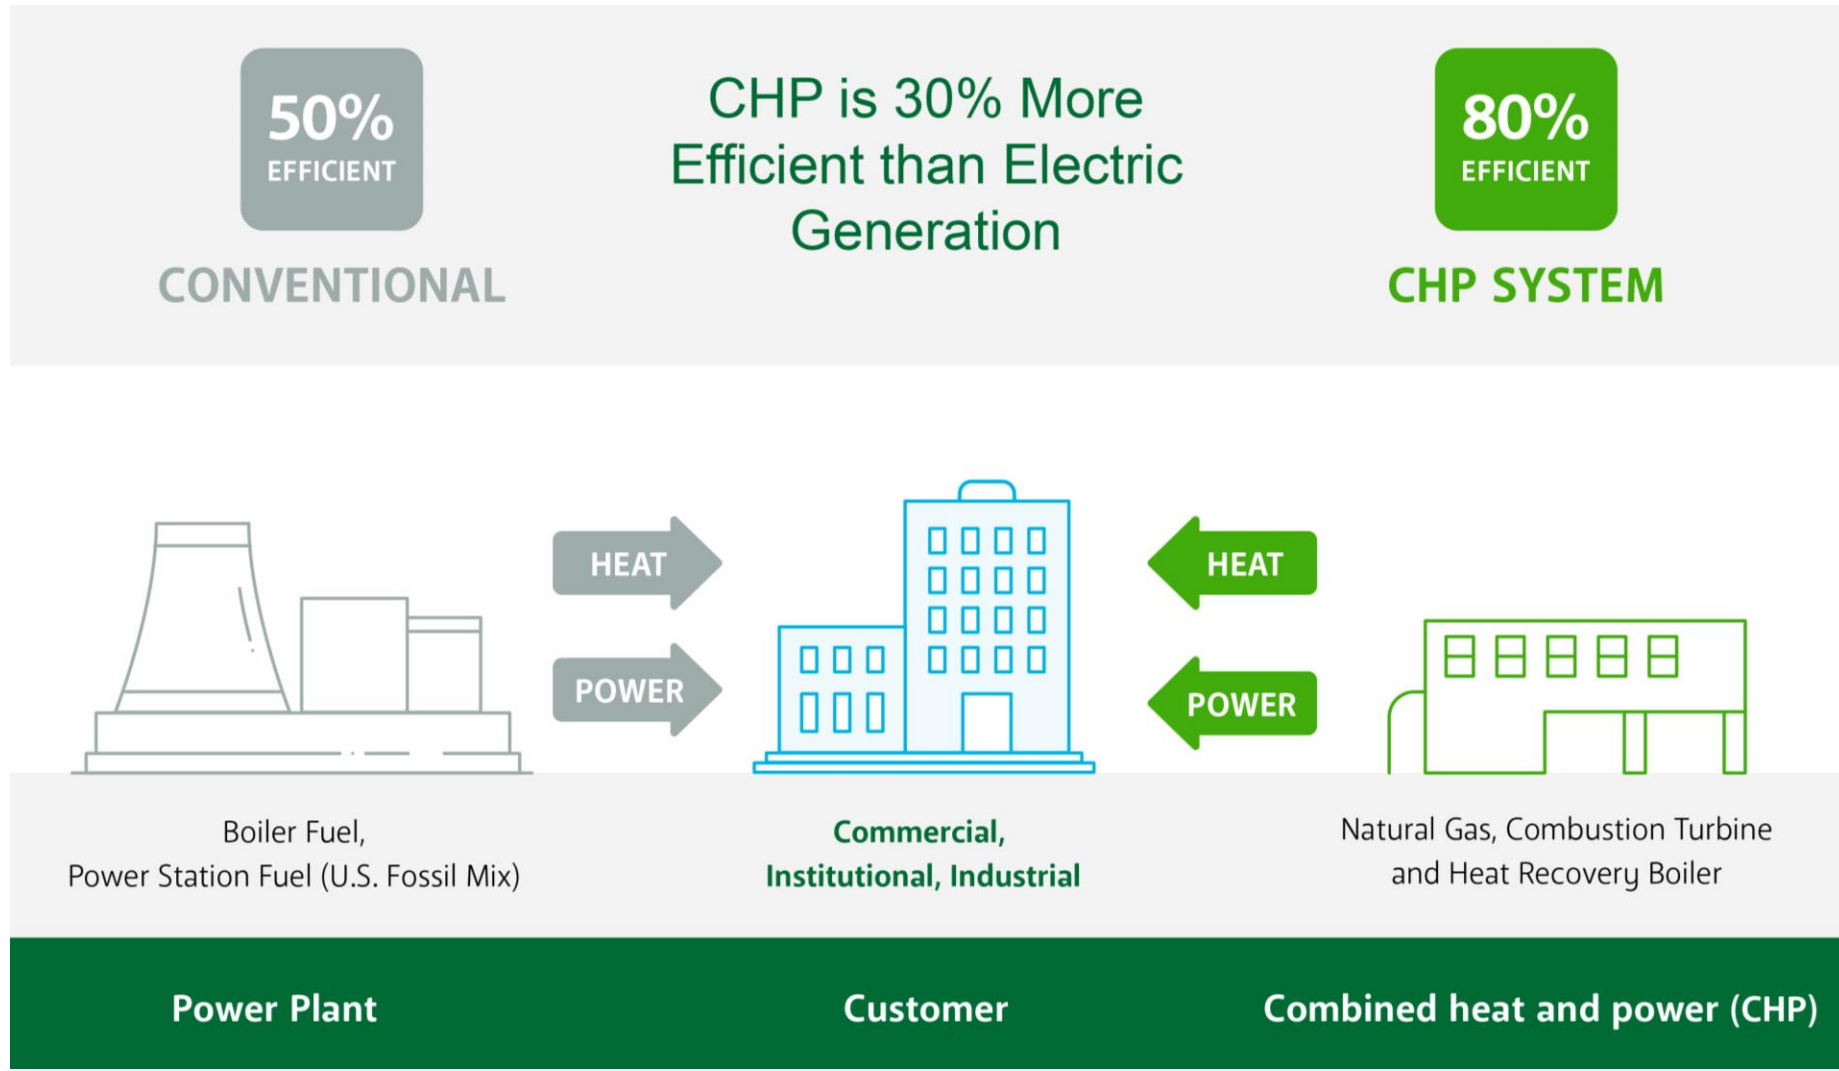 50%
EFFICIENT
CONVENTIONAL
CHP is 30% More
Efficient than Electric
Generation
80%
EFFICIENT
CHP SYSTEM
HEAT
POWER
HEAT
POWER
Boiler Fuel,
Power Station Fuel (U.S. Fossil Mix)
Commercial,
Institutional, Industrial
Natural Gas, Combustion Turbine
and Heat Recovery Boiler
Power Plant
Customer
Combined heat and power (CHP)